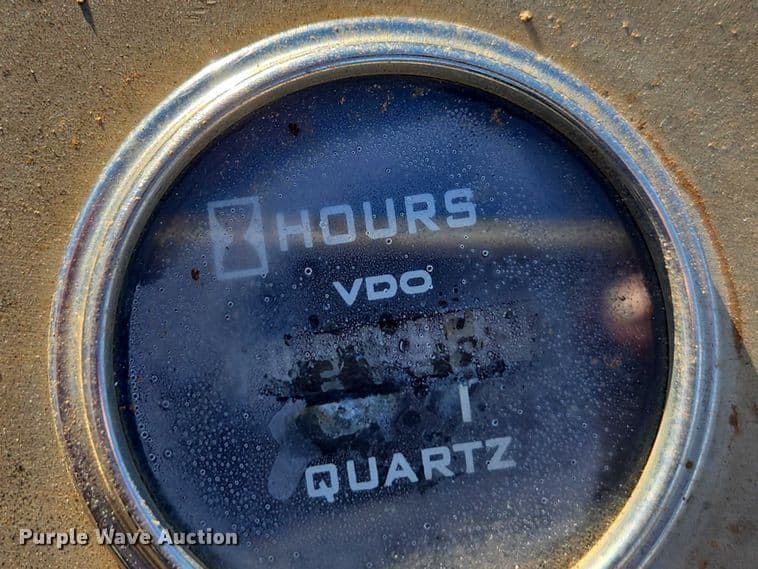 HOURS
VDO
QUARTZ
Purple Wave Auction